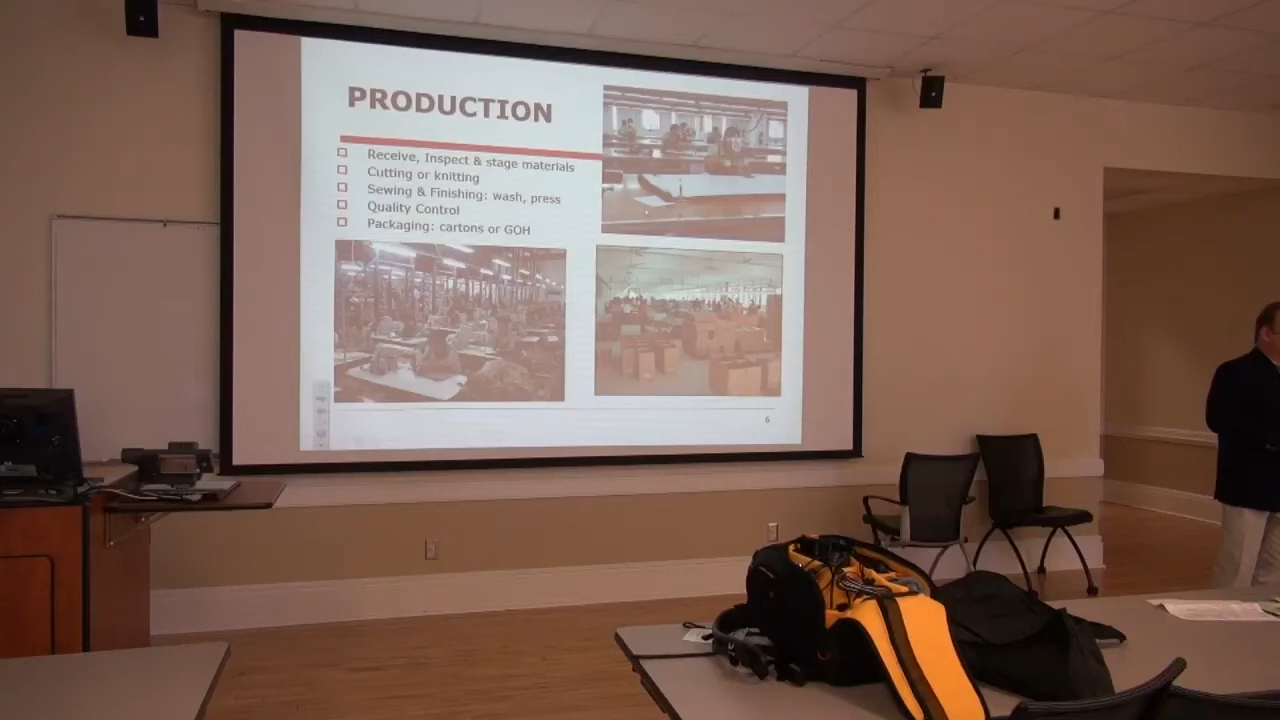 PRODUCTION
Receive, Inspect & stage materials
Cutting or knitting
Sewing & Finishing: wash, press
Quality Control
Packaging: cartons or GOH
6